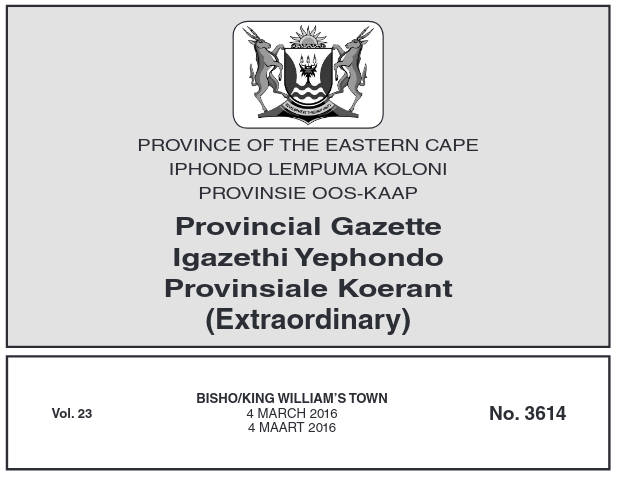 PROVINCE OF THE EASTERN CAPE
IPHONDO LEMPUMA KOLONI
PROVINSIE OOS-KAAP
Provincial Gazette
Igazethi Yephondo
Provinsiale Koerant
(Extraordinary)
Vol. 23
BISHO/KING WILLIAM'S TOWN
4 MARCH 2016
4 MAART 2016
No. 3614